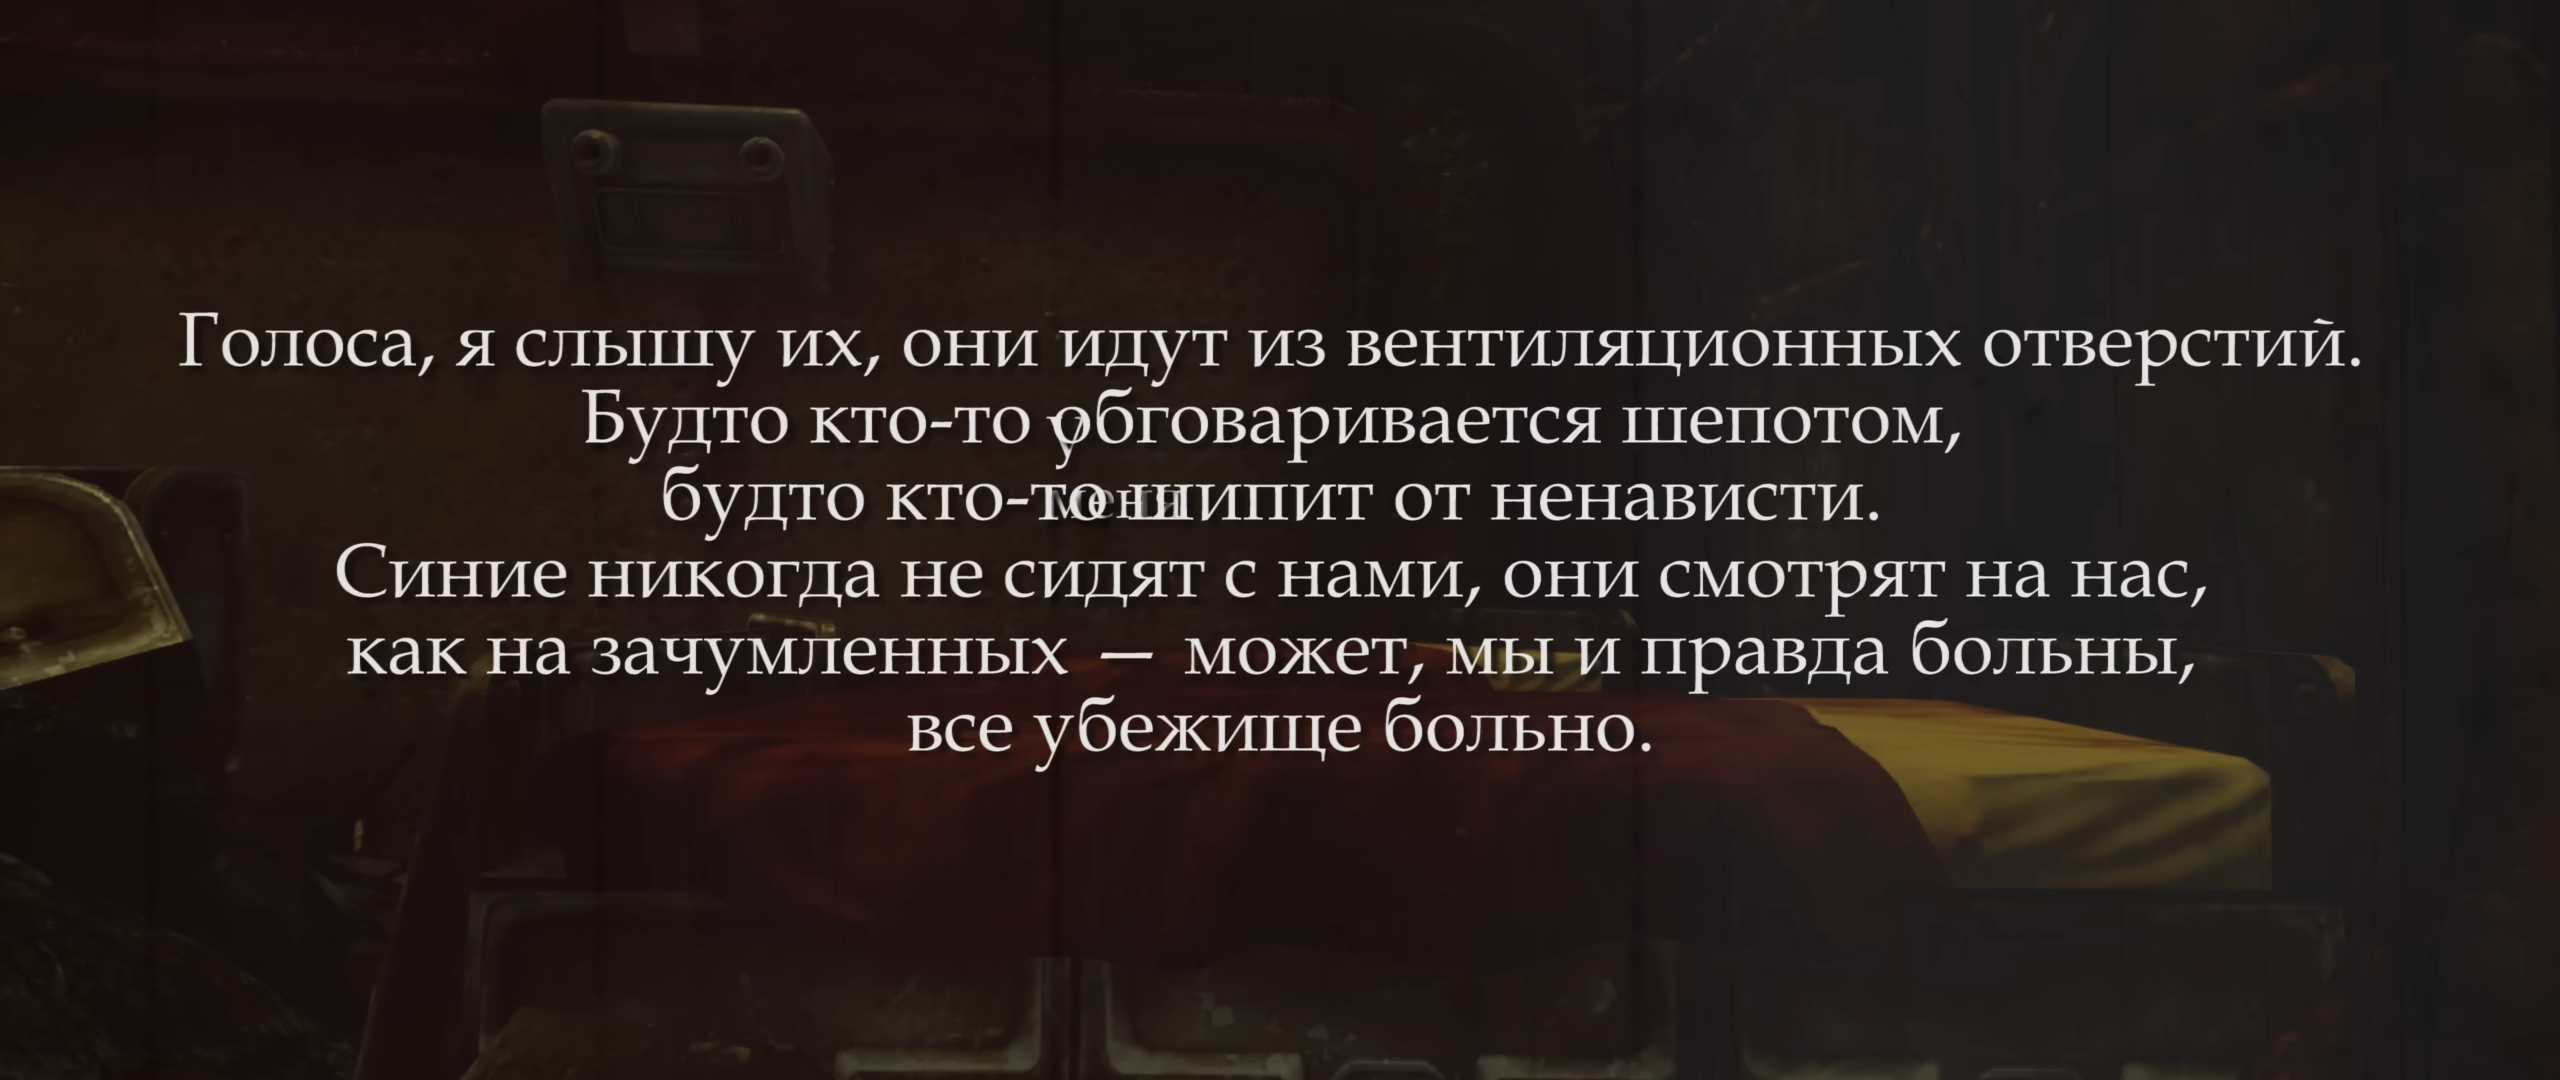 Голоса, я слышу их, они идут из вентиляционных отверстий.
Будто кто-то обговаривается шепотом,
у
будто кто-то шипит от ненависти.
меня
Синие никогда не сидят с нами, они смотрят на нас,
как на зачумленных — может, мы и правда больны,
все убежище больно.